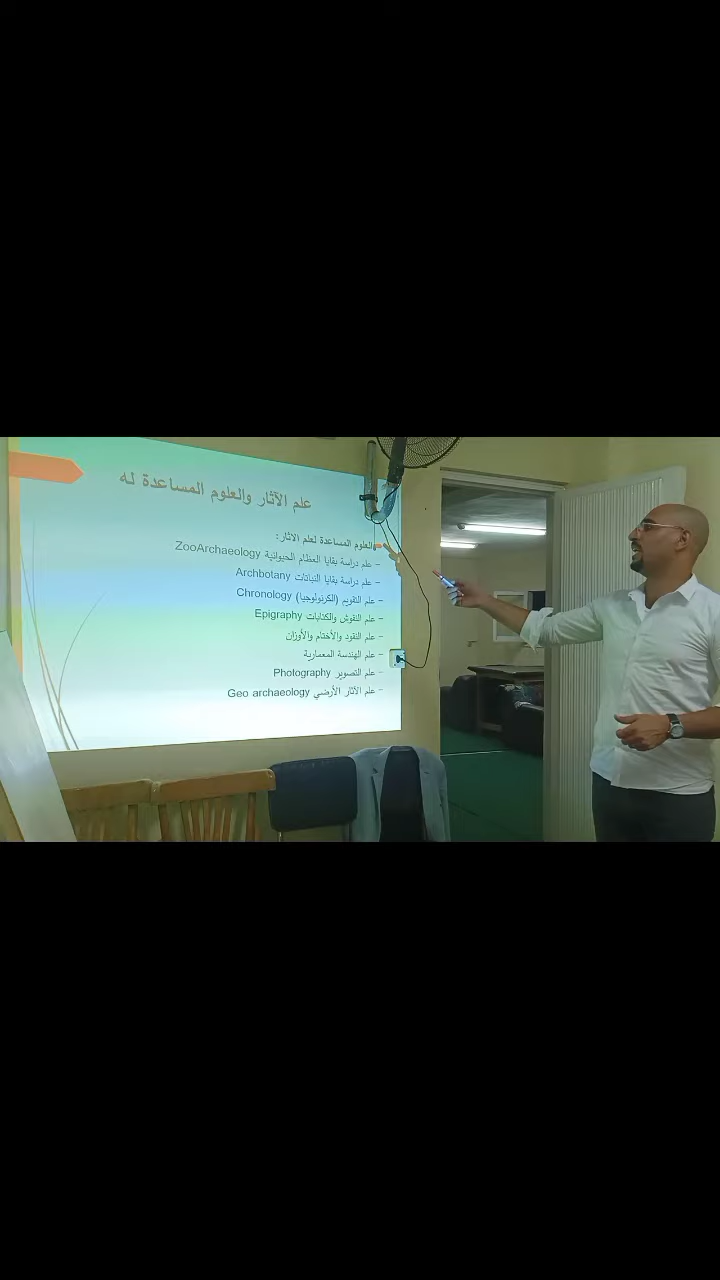 علم الآثار والعلوم المساعدة له
العلوم المساعدة لعلم الاثار:
– علم دراسة بقايا العظام الحيوانية ZooArchaeology
– علم دراسة بقايا النباتات Archbotany
– علم التقويم (الكرنولوجيا) Chronology
– علم النقوش والكتابات Epigraphy
– علم النقود والأختام والأوزان
– علم الهندسة المعمارية
– علم التصوير Photography
– علم الآثار الأرضي Geo archaeology